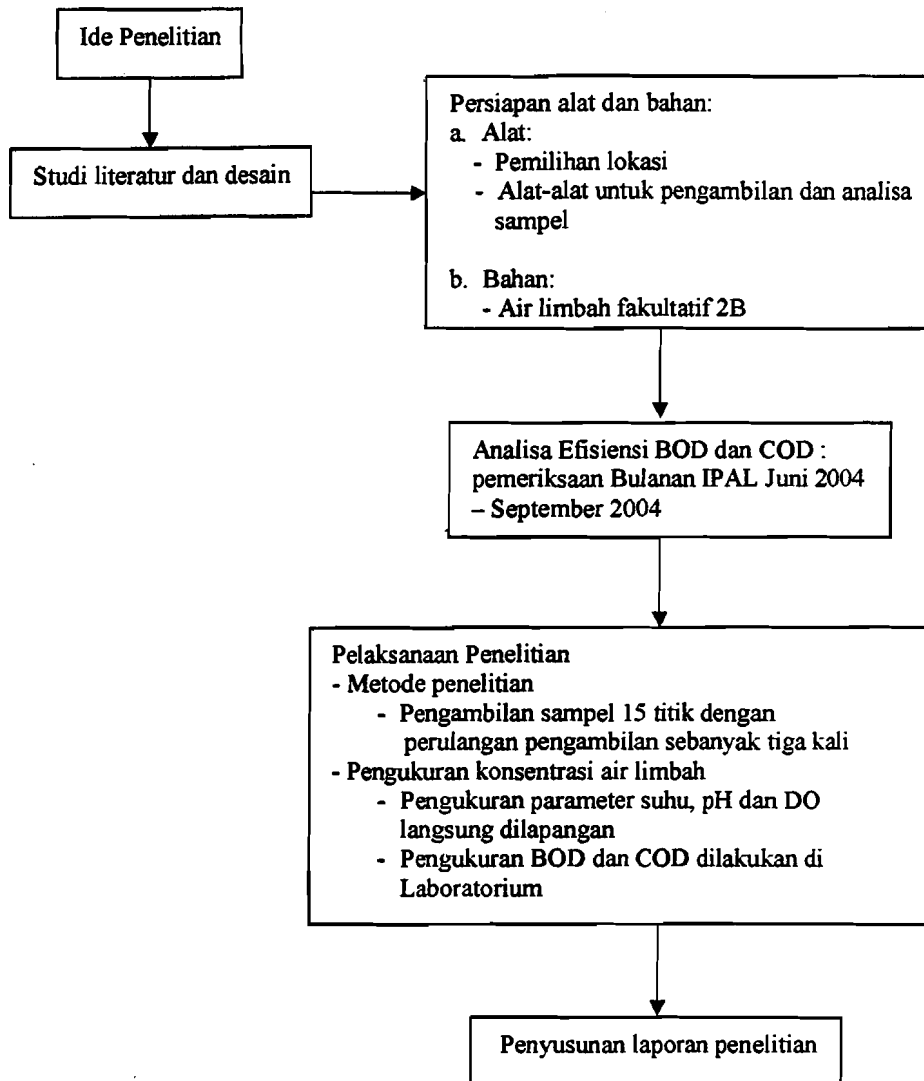 Ide Penelitian
Studi literatur dan desain
Persiapan alat dan bahan:
a. Alat:
- Pemilihan lokasi
- Alat-alat untuk pengambilan dan analisa
sampel
b. Bahan:
- Air limbah fakultatif 2B
Analisa Efisiensi BOD dan COD :
pemeriksaan Bulanan IPAL Juni 2004
– September 2004
Pelaksanaan Penelitian
- Metode penelitian
- Pengambilan sampel 15 titik dengan
perulangan pengambilan sebanyak tiga kali
- Pengukuran konsentrasi air limbah
- Pengukuran parameter suhu, pH dan DO
langsung dilapangan
- Pengukuran BOD dan COD dilakukan di
Laboratorium
Penyusunan laporan penelitian